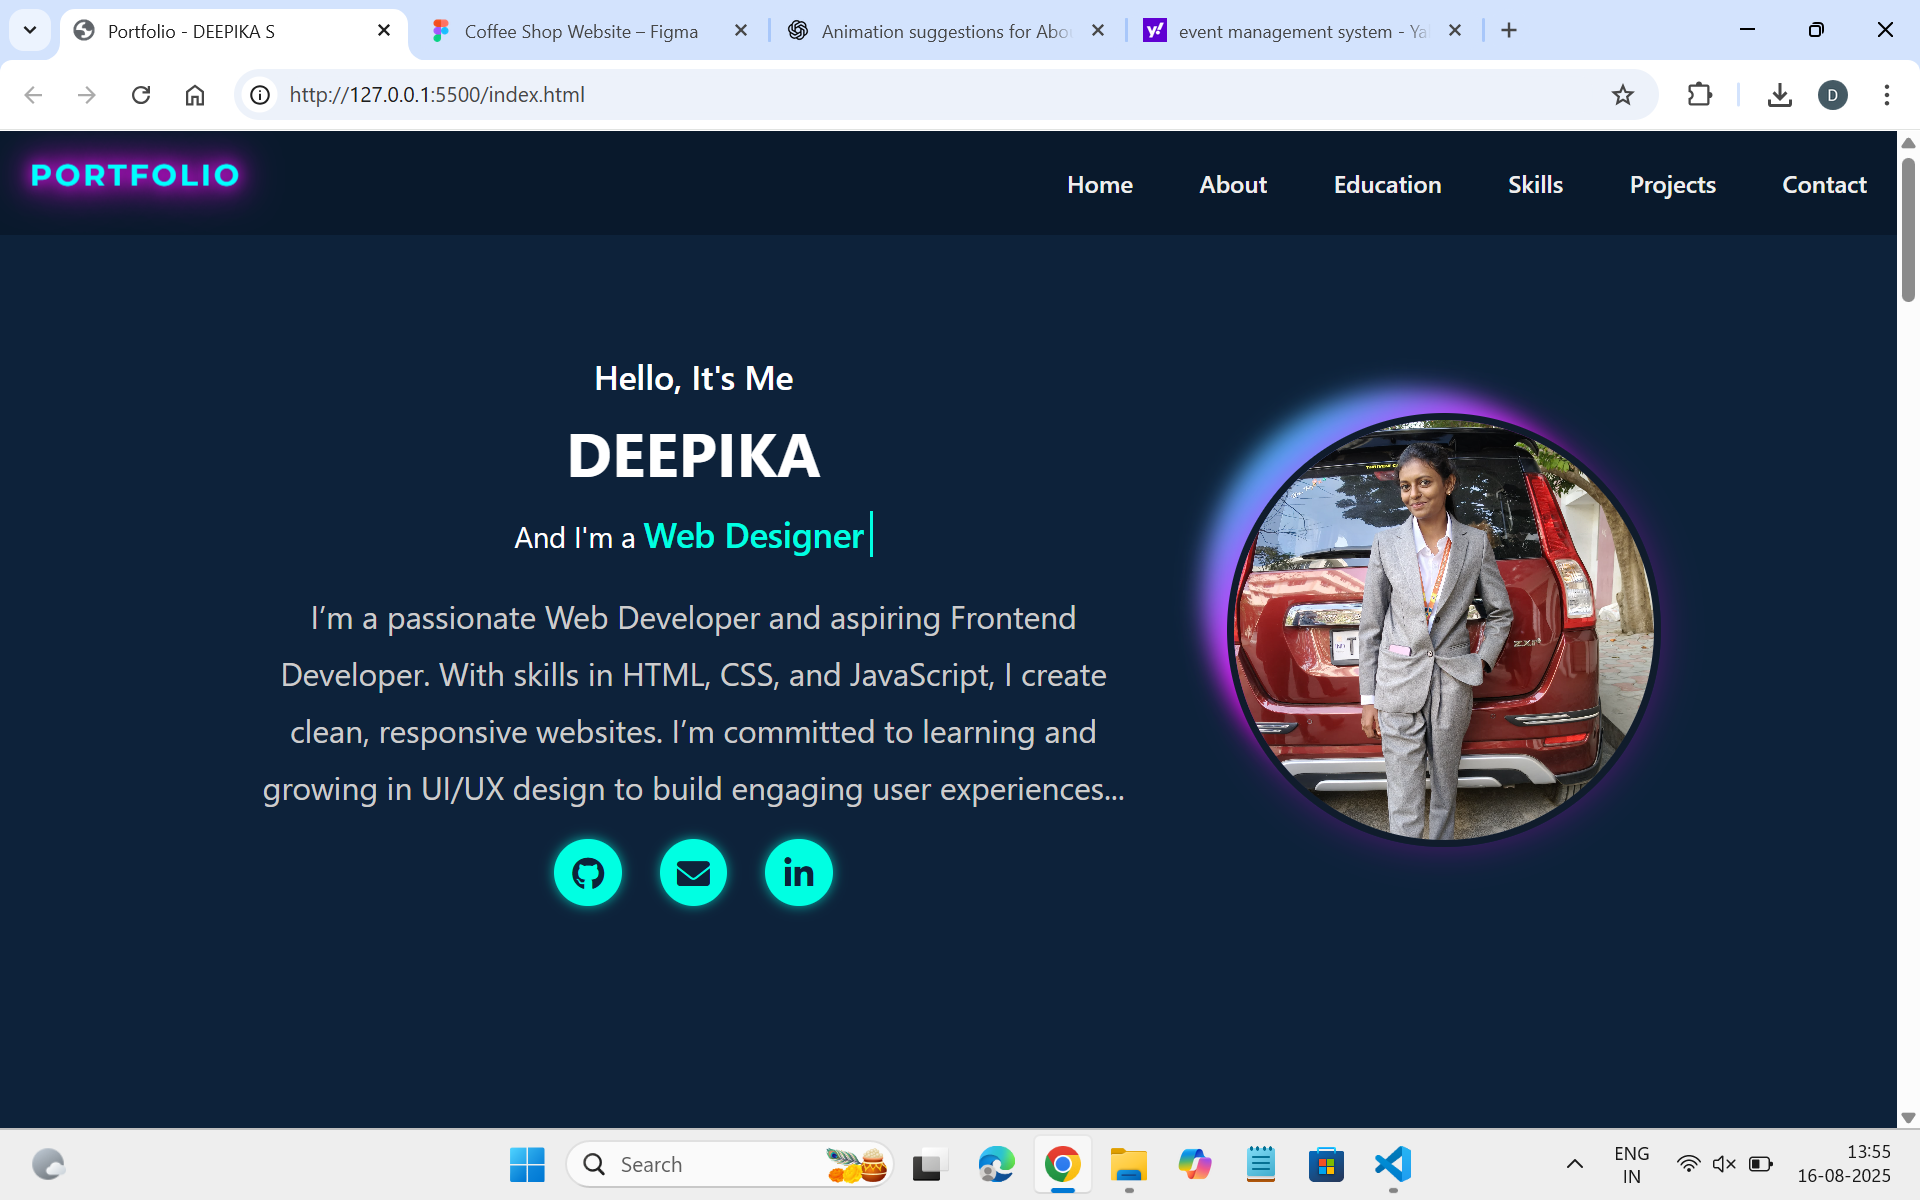 Portfolio - DEEPIKA S
Coffee Shop Website – Figma
Animation suggestions for Abo
event management system - Ya
http://127.0.0.1:5500/index.html
D
PORTFOLIO
Home
About
Education
Skills
Projects
Contact
Hello, It's Me
DEEPIKA
And I'm a Web Designer
I’m a passionate Web Developer and aspiring Frontend
Developer. With skills in HTML, CSS, and JavaScript, I create
clean, responsive websites. I’m committed to learning and
growing in UI/UX design to build engaging user experiences...
in
Search
ENG
IN
13:55
16-08-2025